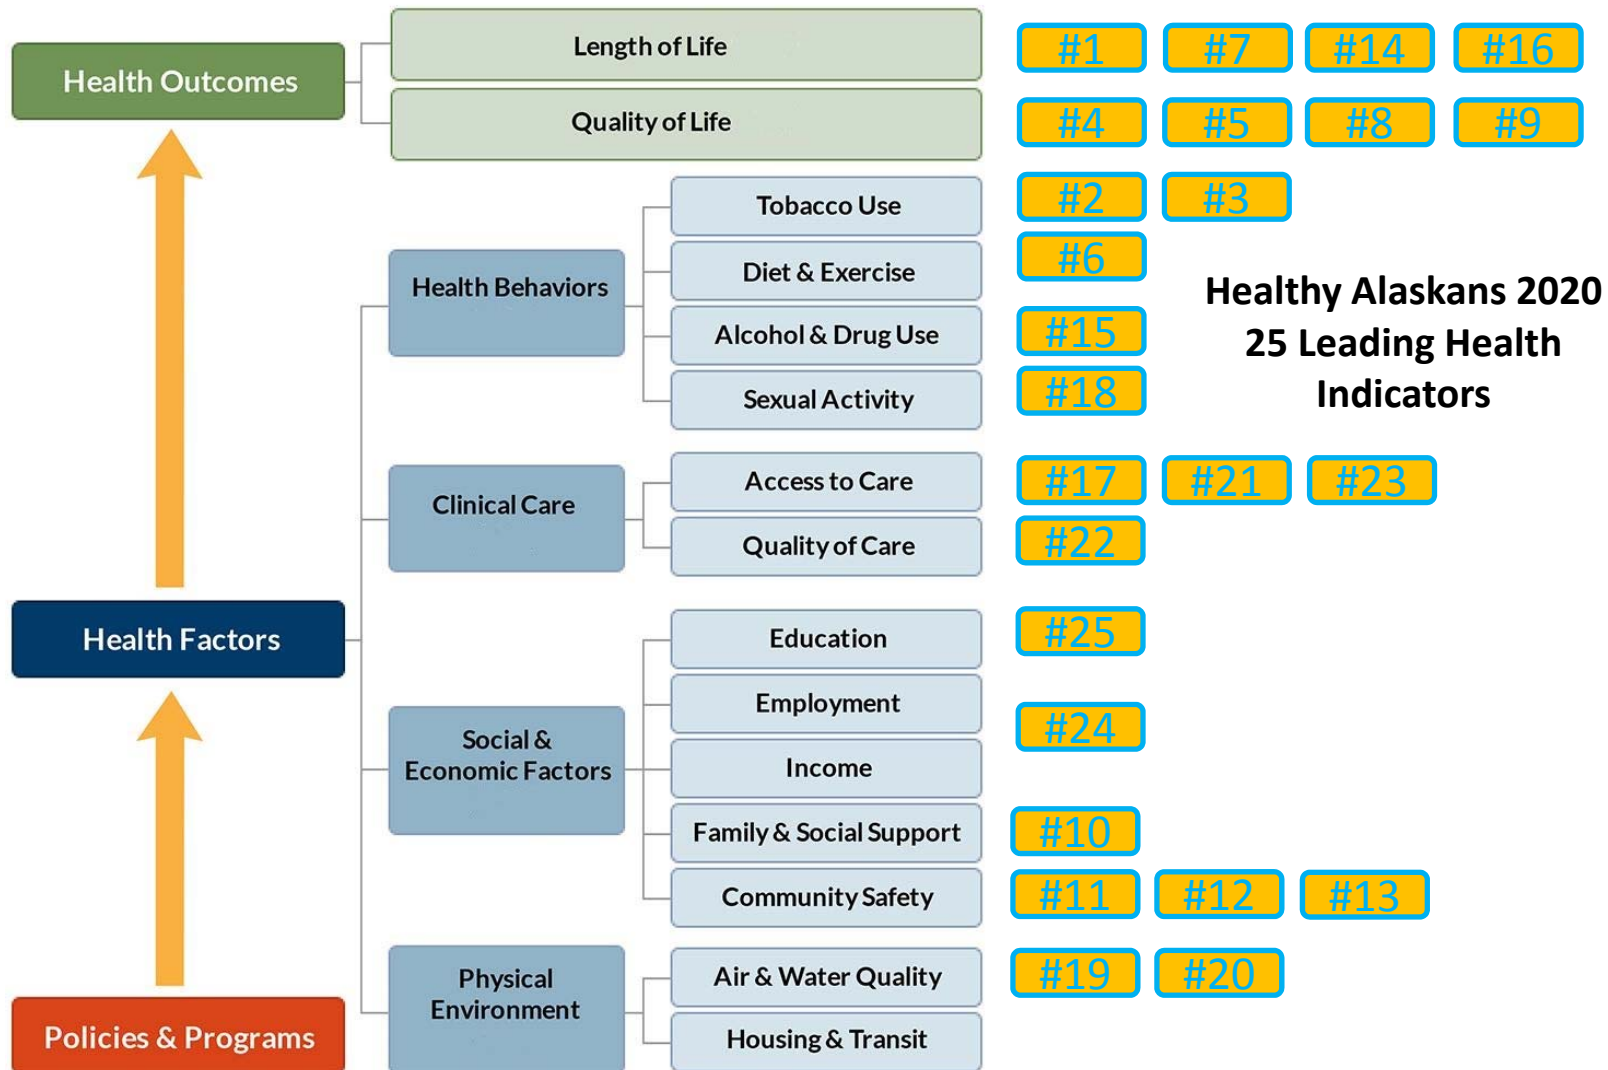 Health Outcomes
Length of Life
#1 #7 #14 #16
Quality of Life
#4 #5 #8 #9
Health Behaviors
Tobacco Use
#2 #3
Diet & Exercise
#6
Alcohol & Drug Use
#15
Sexual Activity
#18
Healthy Alaskans 2020
25 Leading Health
Indicators
Clinical Care
Access to Care
#17 #21 #23
Quality of Care
#22
Health Factors
Social &
Economic Factors
Education
#25
Employment
#24
Income
Family & Social Support
#10
Community Safety
#11 #12 #13
Physical
Environment
Air & Water Quality
#19 #20
Housing & Transit
Policies & Programs